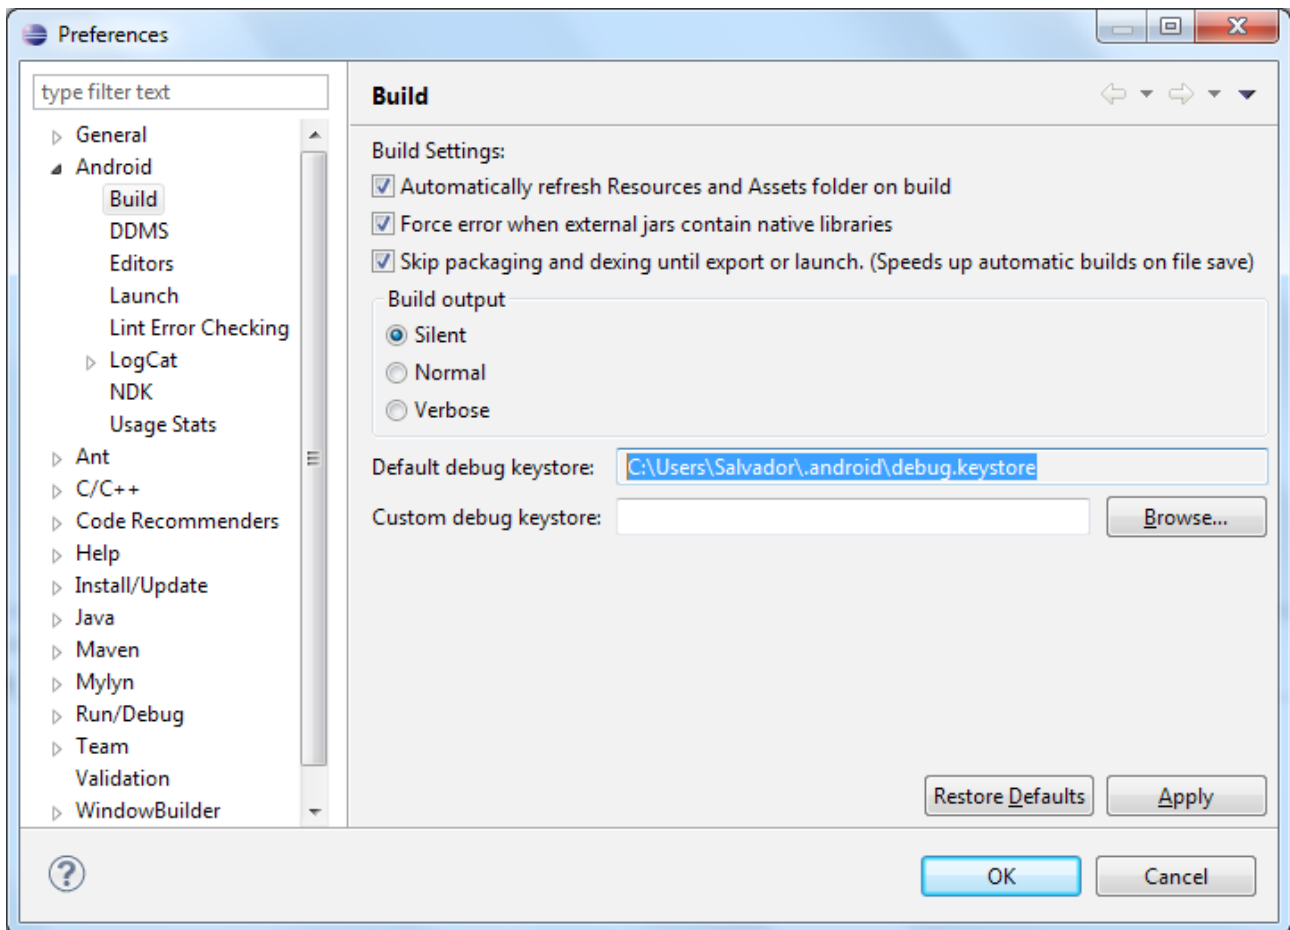 Preferences
type filter text
General
Android
Build
DDMS
Editors
Launch
Lint Error Checking
LogCat
NDK
Usage Stats
Ant
C/C++
Code Recommenders
Help
Install/Update
Java
Maven
Mylyn
Run/Debug
Team
Validation
WindowBuilder
Build
Build Settings:
Automatically refresh Resources and Assets folder on build
Force error when external jars contain native libraries
Skip packaging and dexing until export or launch. (Speeds up automatic builds on file save)
Build output
Silent
Normal
Verbose
Default debug keystore: C:\Users\Salvador\.android\debug.keystore
Custom debug keystore: Browse...
Restore Defaults Apply
? OK Cancel